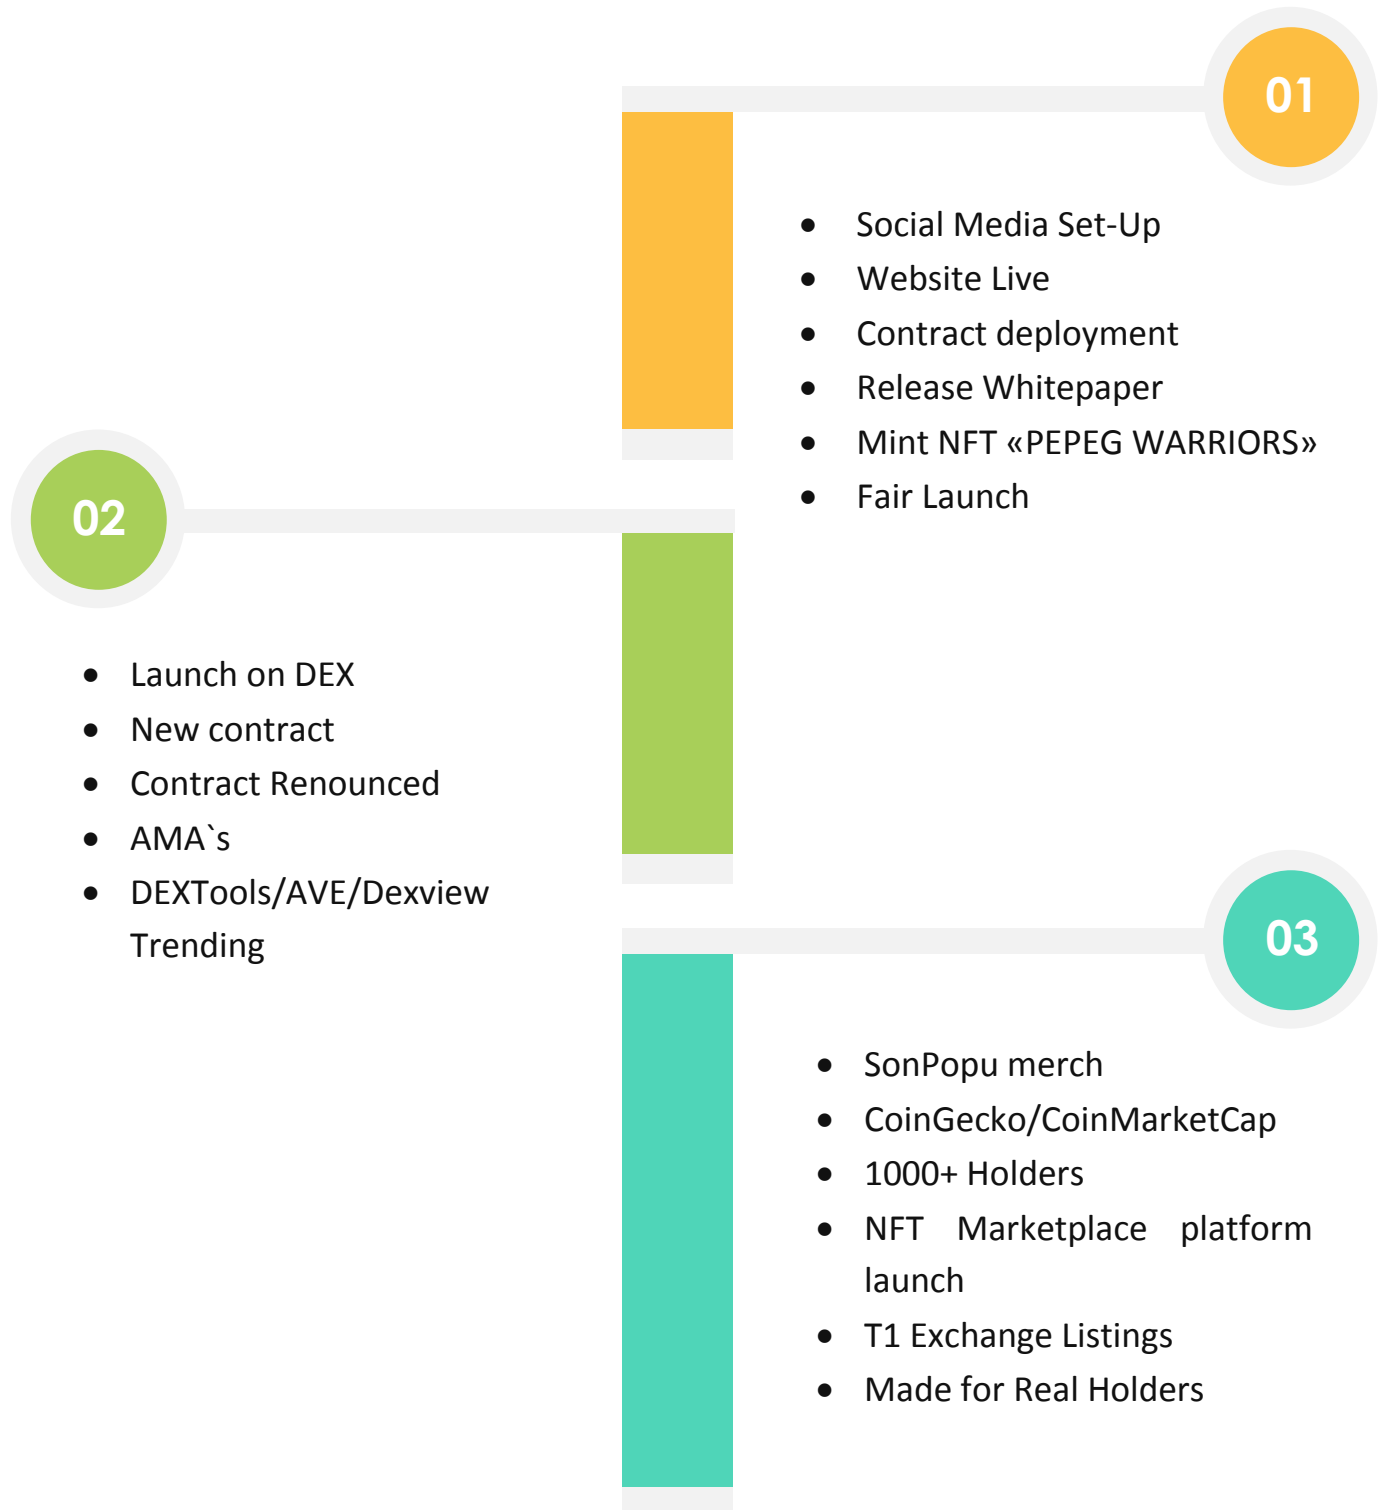 01
• Social Media Set-Up
• Website Live
• Contract deployment
• Release Whitepaper
• Mint NFT «PEPEG WARRIORS»
• Fair Launch
02
• Launch on DEX
• New contract
• Contract Renounced
• AMA`s
• DEXTools/AVE/Dexview
Trending
03
• SonPopu merch
• CoinGecko/CoinMarketCap
• 1000+ Holders
• NFT Marketplace platform
launch
• T1 Exchange Listings
• Made for Real Holders